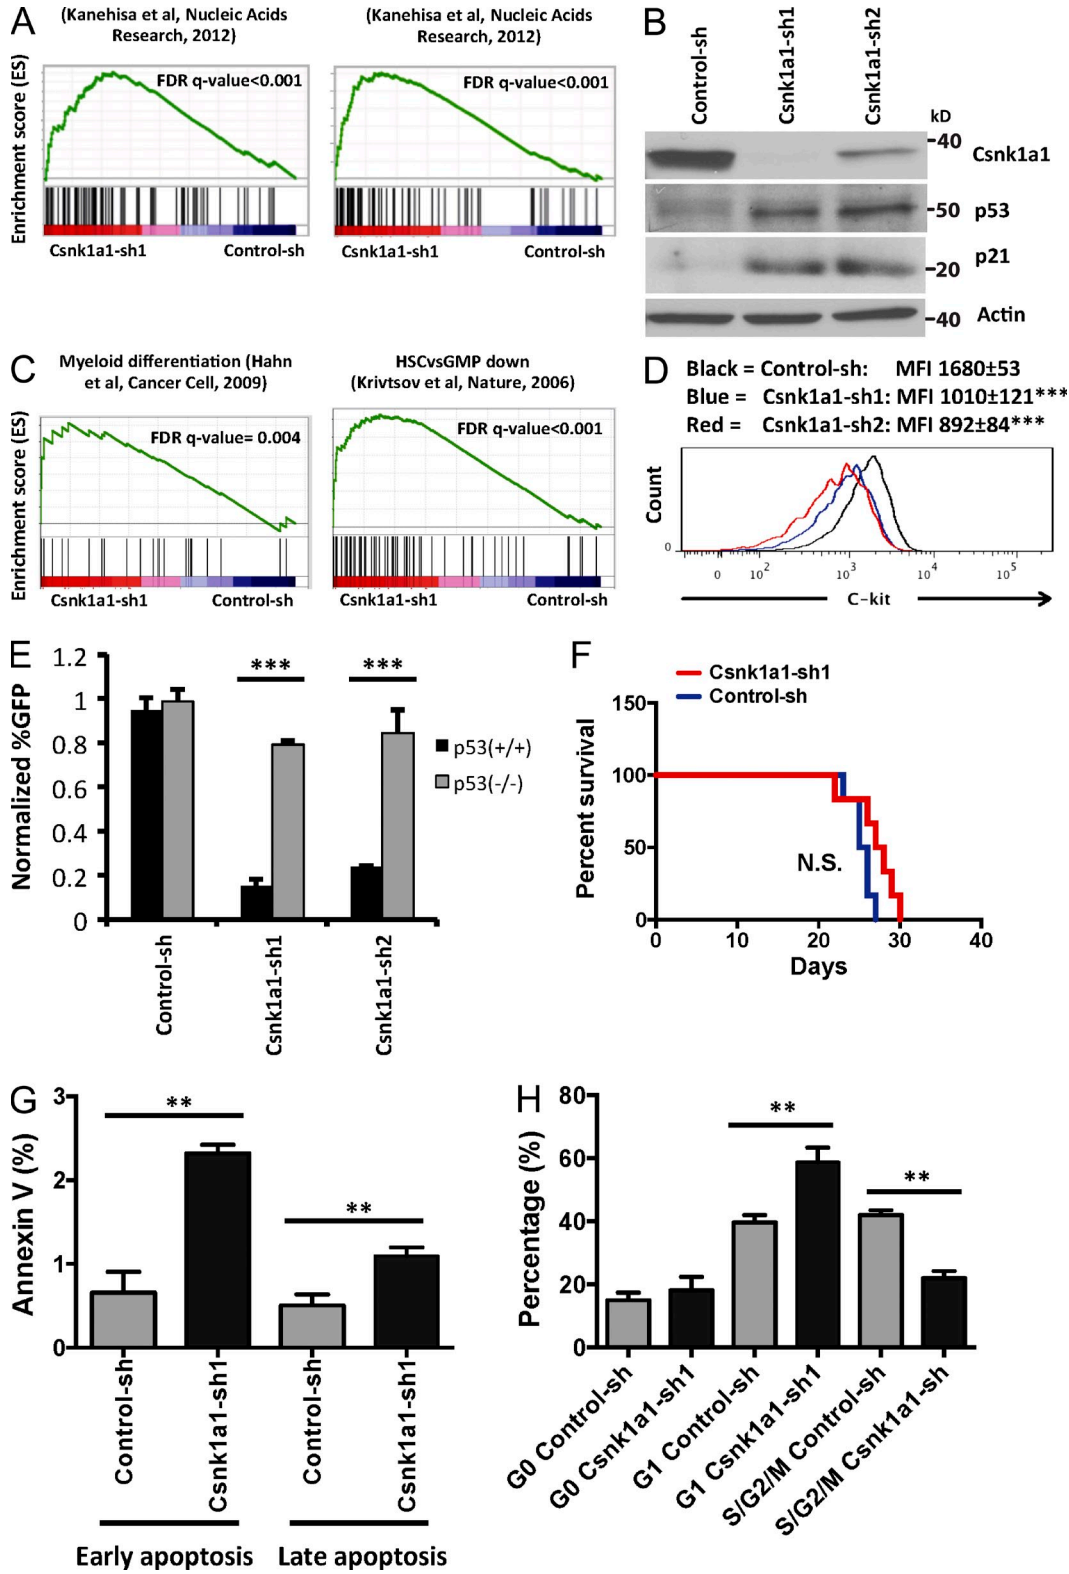 A
(Kanehisa et al, Nucleic Acids
Research, 2012)
(Kanehisa et al, Nucleic Acids
Research, 2012)
Enrichment score (ES)
FDR q-value<0.001
FDR q-value<0.001
Csnk1a1-sh1
Control-sh
Csnk1a1-sh1
Control-sh
B
Control-sh
Csnk1a1-sh1
Csnk1a1-sh2
kD
40
Csnk1a1
50
p53
20
p21
40
Actin
C
Myeloid differentiation (Hahn
et al, Cancer Cell, 2009)
HSCvsGMP down
(Krivtsov et al, Nature, 2006)
Enrichment score (ES)
FDR q-value= 0.004
FDR q-value<0.001
Csnk1a1-sh1
Control-sh
Csnk1a1-sh1
Control-sh
D
Black = Control-sh: MFI 1680±53
Blue = Csnk1a1-sh1: MFI 1010±121***
Red = Csnk1a1-sh2: MFI 892±84***
Count
0
0 10² 10³ 10⁴ 10⁵
C-kit
E
Normalized %GFP
1.2
1
0.8
0.6
0.4
0.2
0
***
***
p53(+/+)
p53(-/-)
Control-sh
Csnk1a1-sh1
Csnk1a1-sh2
F
Csnk1a1-sh1
Control-sh
Percent survival
150
100
50
0
N.S.
0 10 20 30 40
Days
G
Annexin V (%)
3
2
1
0
**
**
Control-sh
Csnk1a1-sh1
Control-sh
Csnk1a1-sh1
Early apoptosis
Late apoptosis
H
Percentage (%)
80
60
40
20
0
**
**
G0 Control-sh
G0 Csnk1a1-sh1
G1 Control-sh
G1 Csnk1a1-sh1
S/G2/M Control-sh
S/G2/M Csnk1a1-sh